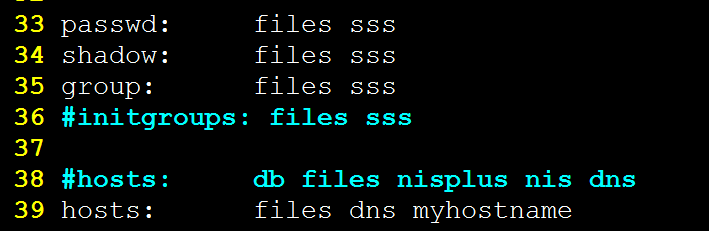 33 passwd:     files sss
34 shadow:     files sss
35 group:      files sss
36 #initgroups: files sss
37
38 #hosts:     db files nisplus nis dns
39 hosts:      files dns myhostname